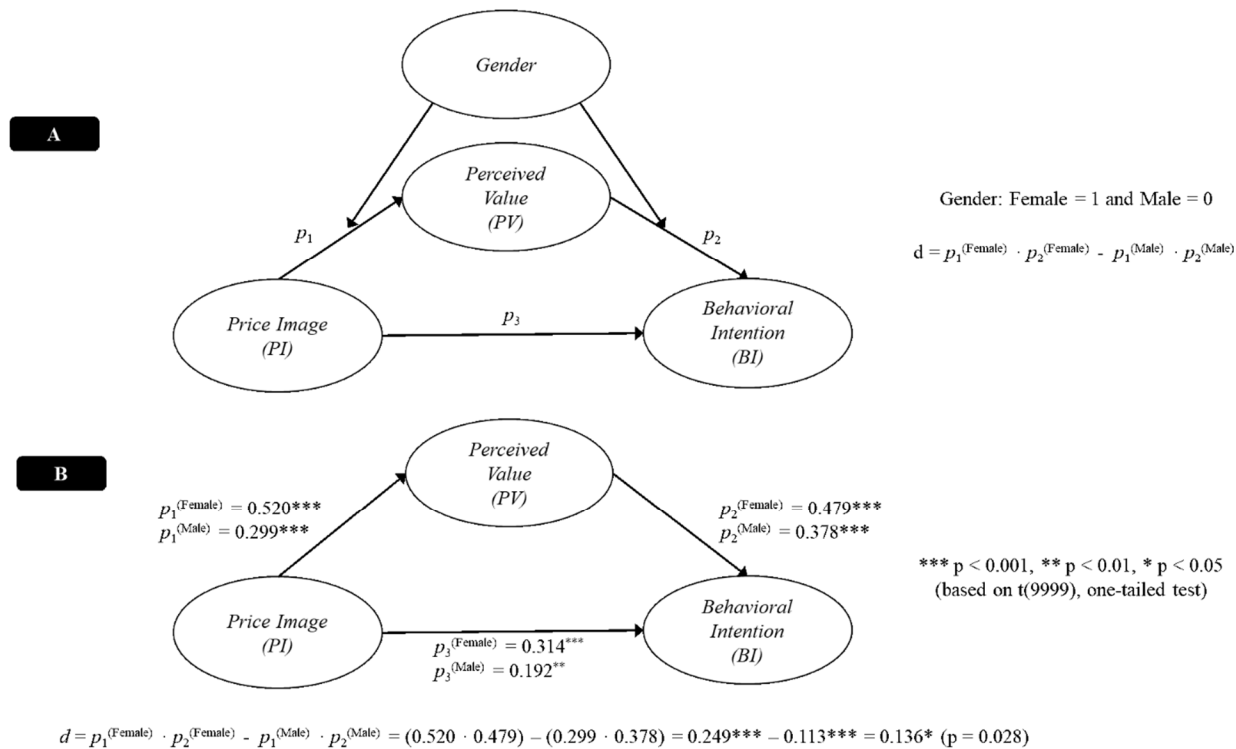 Gender
A
Perceived
Value
(PV)
Gender: Female = 1 and Male = 0
p₁
p₂
d = p₁⁽Female⁾ · p₂⁽Female⁾ - p₁⁽Male⁾ · p₂⁽Male⁾
Price Image
(PI)
p₃
Behavioral
Intention
(BI)
B
Perceived
Value
(PV)
p₁⁽Female⁾ = 0.520***
p₁⁽Male⁾ = 0.299***
p₂⁽Female⁾ = 0.479***
p₂⁽Male⁾ = 0.378***
*** p < 0.001, ** p < 0.01, * p < 0.05
(based on t(9999), one-tailed test)
Price Image
(PI)
Behavioral
Intention
(BI)
p₃⁽Female⁾ = 0.314***
p₃⁽Male⁾ = 0.192**
d = p₁⁽Female⁾ · p₂⁽Female⁾ - p₁⁽Male⁾ · p₂⁽Male⁾ = (0.520 · 0.479) – (0.299 · 0.378) = 0.249*** – 0.113*** = 0.136* (p = 0.028)